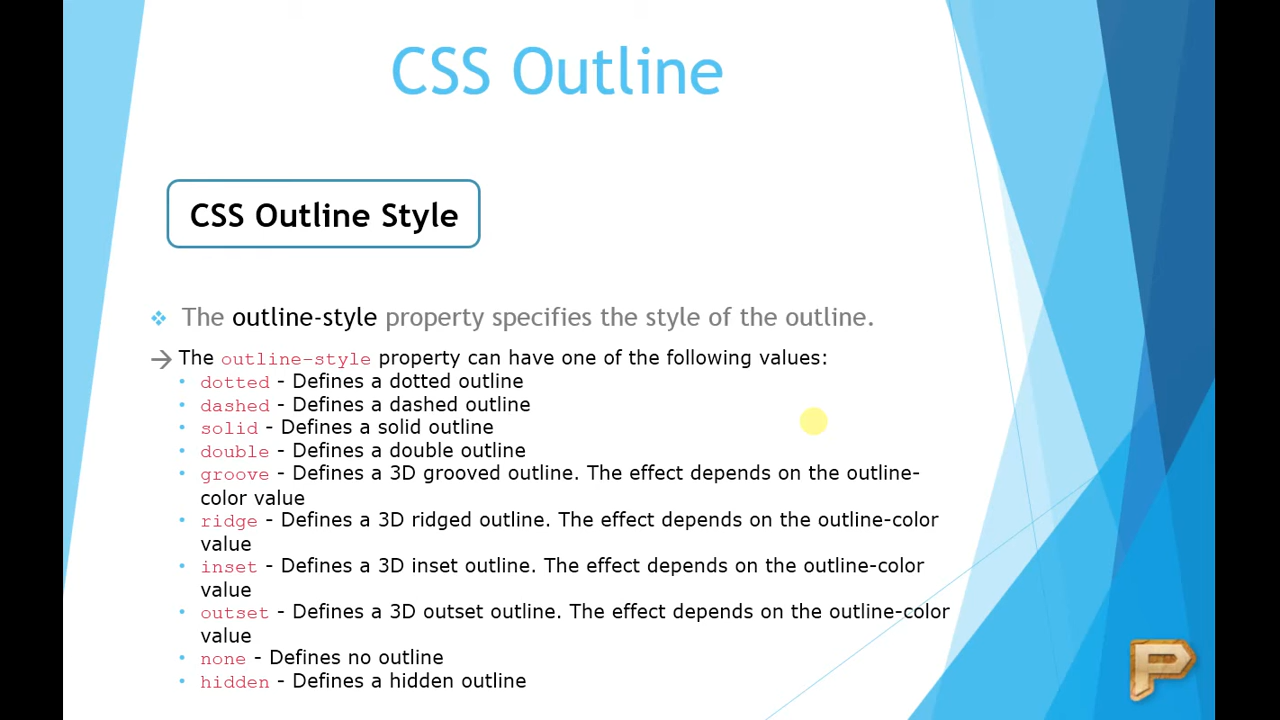 CSS Outline
CSS Outline Style
❖ The outline-style property specifies the style of the outline.
→ The outline-style property can have one of the following values:
• dotted - Defines a dotted outline
• dashed - Defines a dashed outline
• solid - Defines a solid outline
• double - Defines a double outline
• groove - Defines a 3D grooved outline. The effect depends on the outline-
color value
• ridge - Defines a 3D ridged outline. The effect depends on the outline-color
value
• inset - Defines a 3D inset outline. The effect depends on the outline-color
value
• outset - Defines a 3D outset outline. The effect depends on the outline-color
value
• none - Defines no outline
• hidden - Defines a hidden outline
P